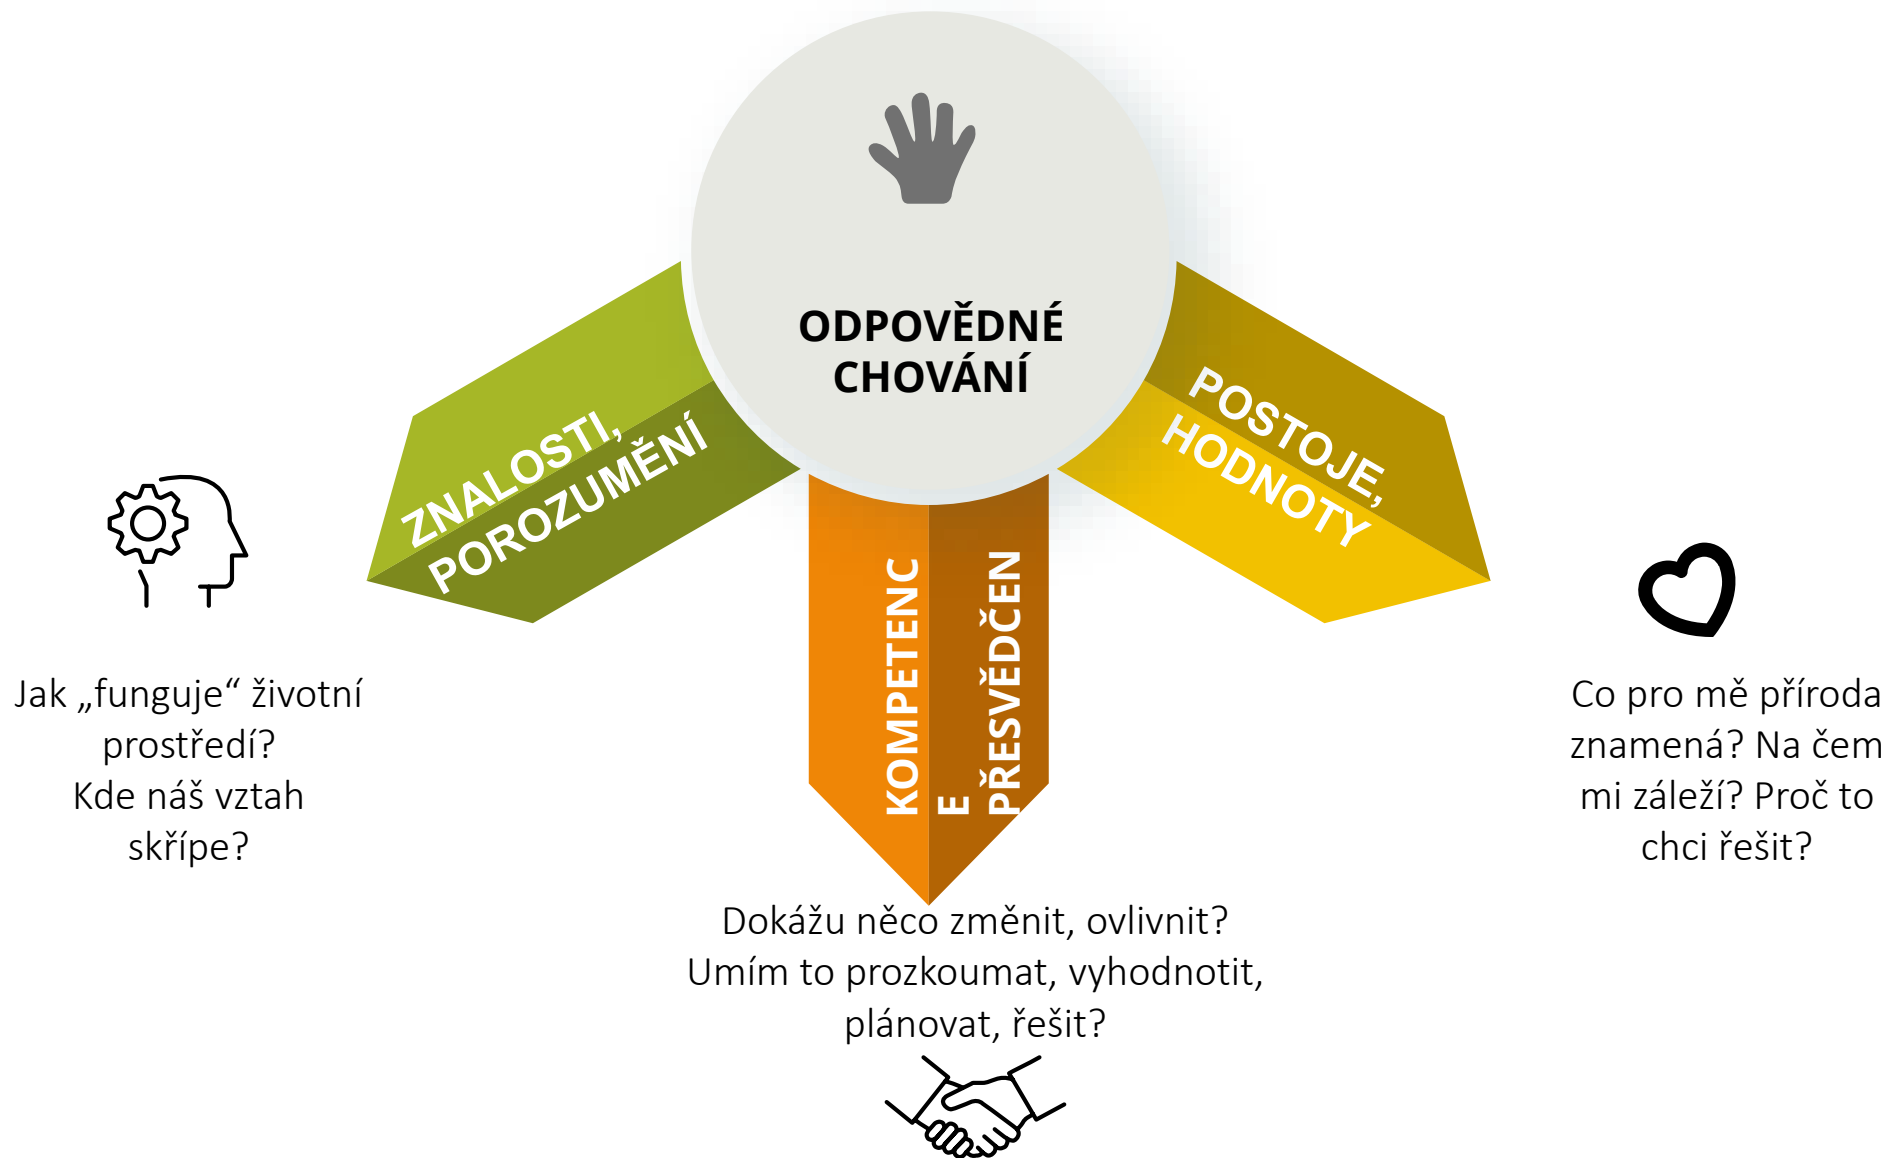 ODPOVĚDNÉ
CHOVÁNÍ
ZNALOSTI,
POROZUMĚNÍ
KOMPETENC
E
PŘESVĚDČEN
POSTOJE,
HODNOTY
Jak „funguje“ životní
prostředí?
Kde náš vztah
skřípe?
Dokážu něco změnit, ovlivnit?
Umím to prozkoumat, vyhodnotit,
plánovat, řešit?
Co pro mě příroda
znamená? Na čem
mi záleží? Proč to
chci řešit?